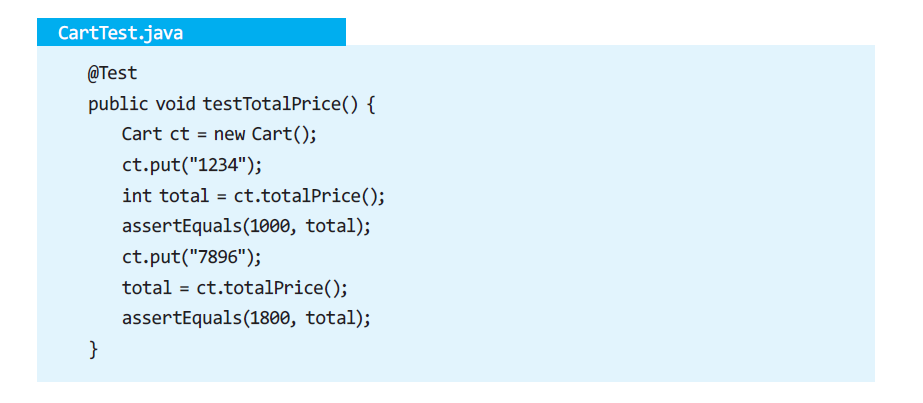 CartTest.java
@Test
public void testTotalPrice() {
Cart ct = new Cart();
ct.put("1234");
int total = ct.totalPrice();
assertEquals(1000, total);
ct.put("7896");
total = ct.totalPrice();
assertEquals(1800, total);
}